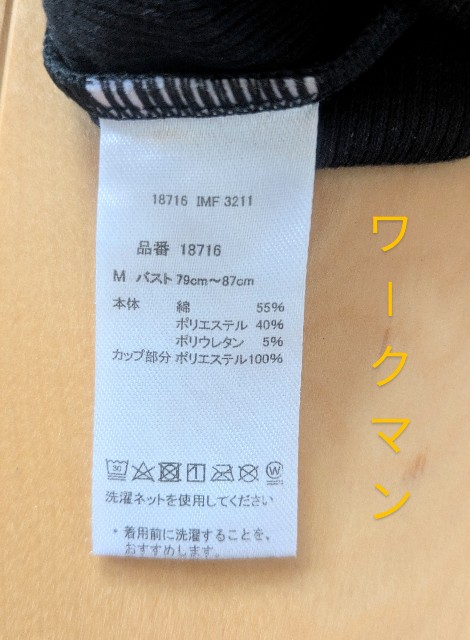 18716 IMF 3211
品番 18716
M バスト 79cm～87cm
本体 綿 55%
ポリエステル 40%
ポリウレタン 5%
カップ部分 ポリエステル100%
30 W
洗濯ネットを使用してください
* 着用前に洗濯することを、
おすすめします。
ワークマン